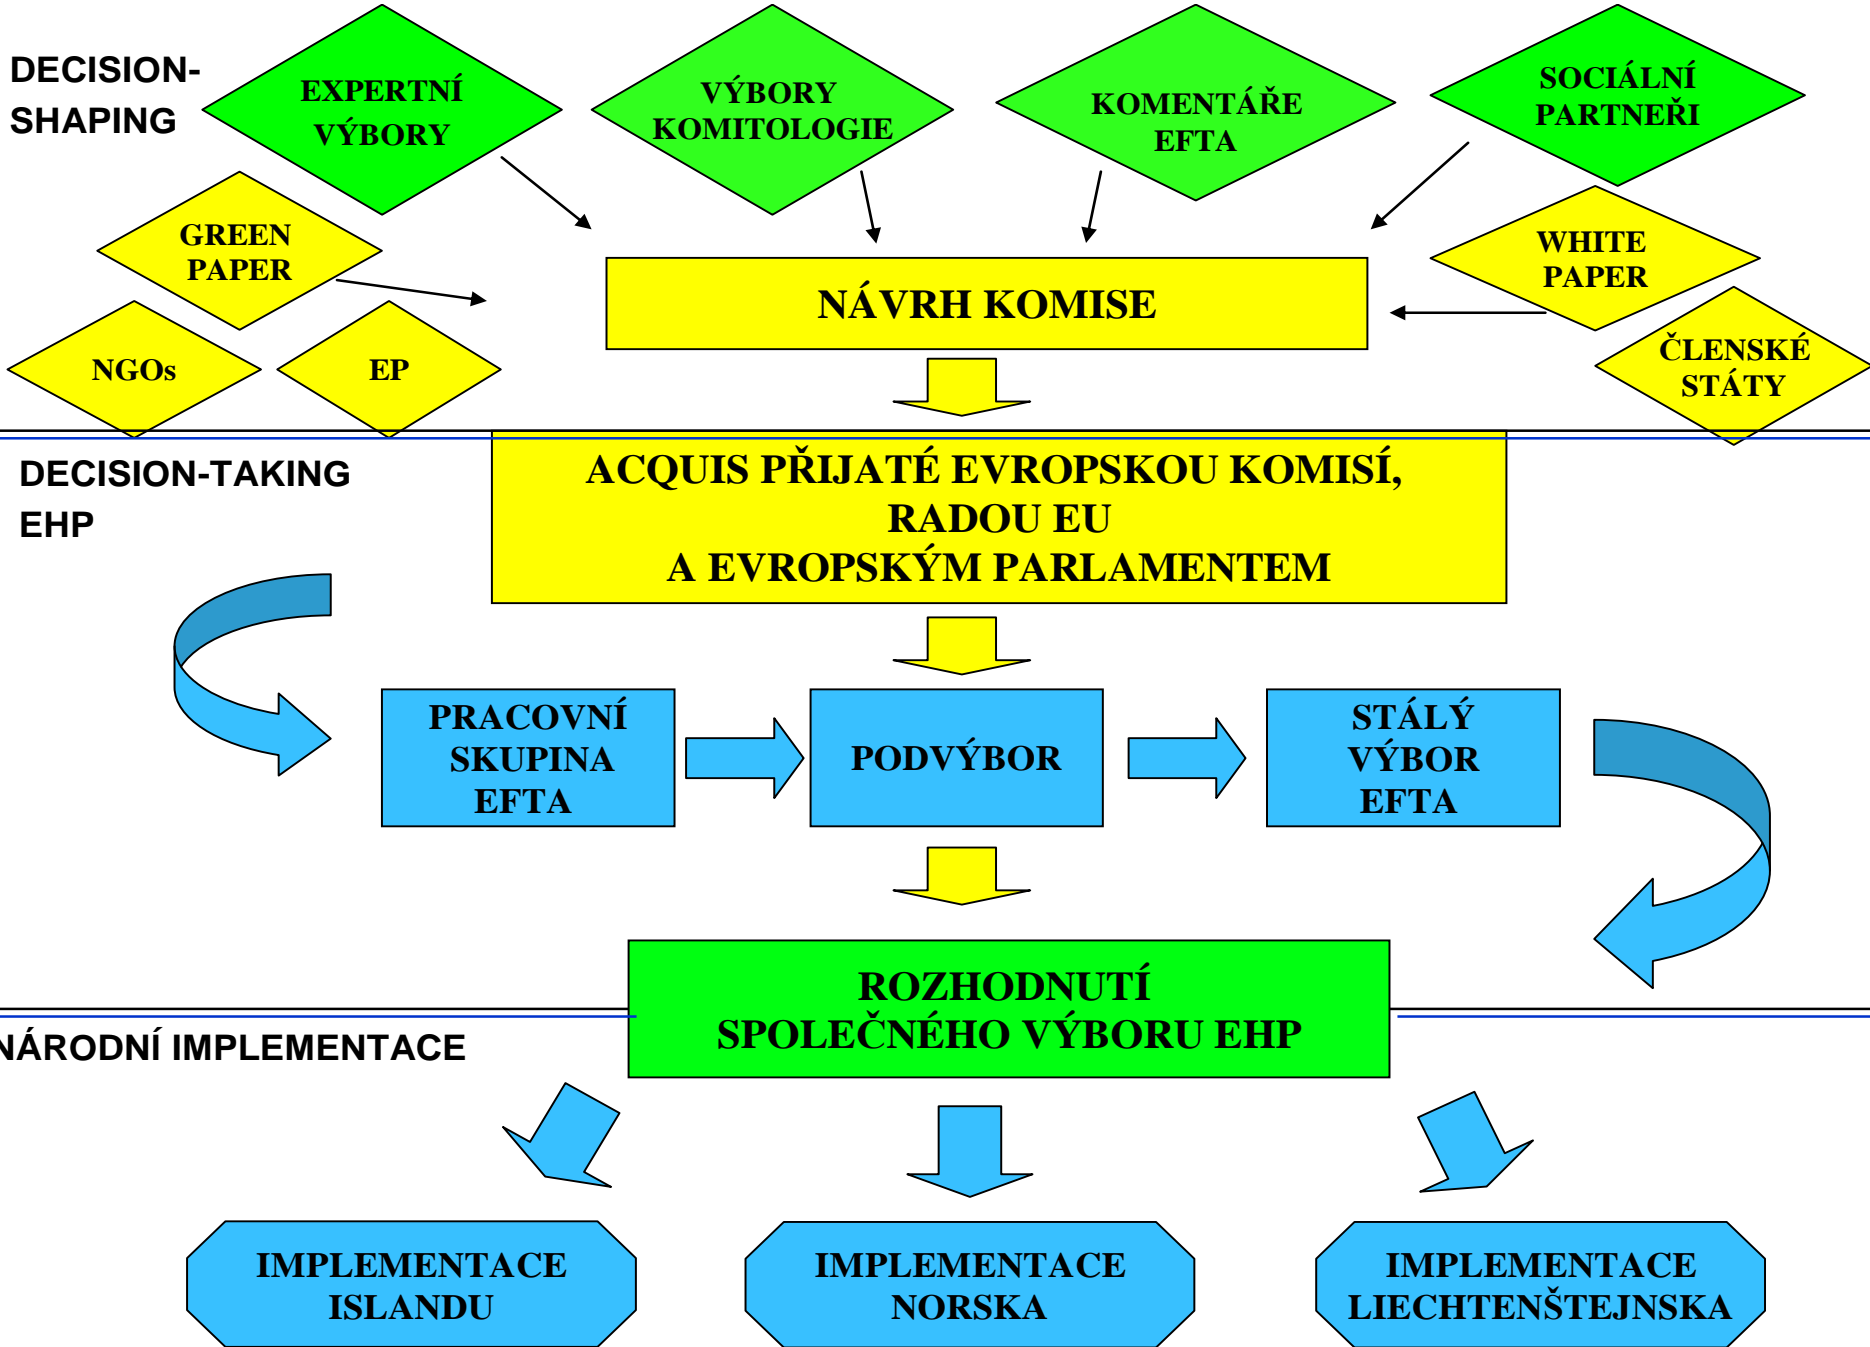 DECISION-
SHAPING
EXPERTNÍ
VÝBORY
VÝBORY
KOMITOLOGIE
KOMENTÁŘE
EFTA
SOCIÁLNÍ
PARTNEŘI
GREEN
PAPER
NÁVRH KOMISE
WHITE
PAPER
NGOs
EP
ČLENSKÉ
STÁTY
DECISION-TAKING
EHP
ACQUIS PŘIJATÉ EVROPSKOU KOMISÍ,
RADOU EU
A EVROPSKÝM PARLAMENTEM
PRACOVNÍ
SKUPINA
EFTA
PODVÝBOR
STÁLÝ
VÝBOR
EFTA
ROZHODNUTÍ
SPOLEČNÉHO VÝBORU EHP
NÁRODNÍ IMPLEMENTACE
IMPLEMENTACE
ISLANDU
IMPLEMENTACE
NORSKA
IMPLEMENTACE
LIECHTENŠTEJNSKA